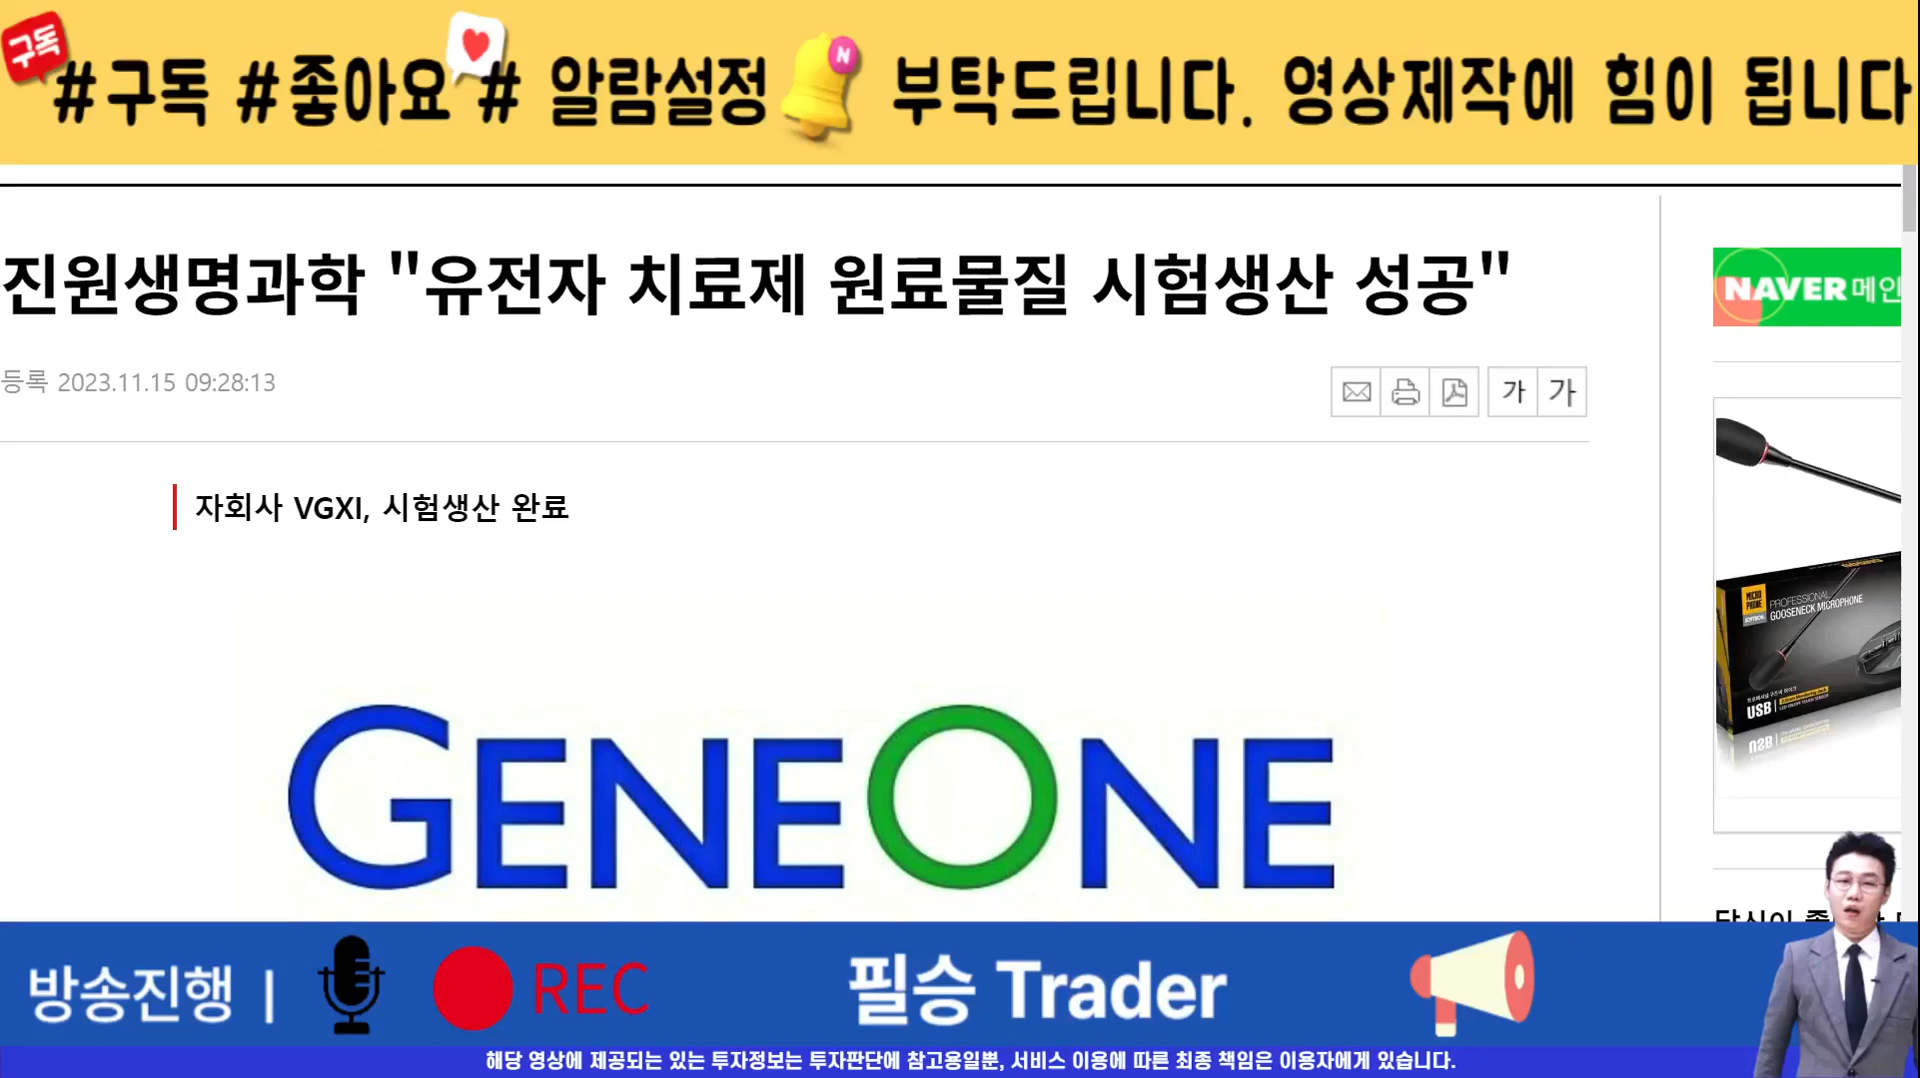 구독
#구독 #좋아요 # 알람설정 N 부탁드립니다. 영상제작에 힘이 됩니다
진원생명과학 "유전자 치료제 원료물질 시험생산 성공"
등록 2023.11.15 09:28:13
가 가
NAVER 메인
자회사 VGXI, 시험생산 완료
MICRO PHONE
PROFESSIONAL
GOOSENECK MICROPHONE
USB
GENEONE
방송진행 |
REC
필승 Trader
해당 영상에 제공되는 있는 투자정보는 투자판단에 참고용일뿐, 서비스 이용에 따른 최종 책임은 이용자에게 있습니다.